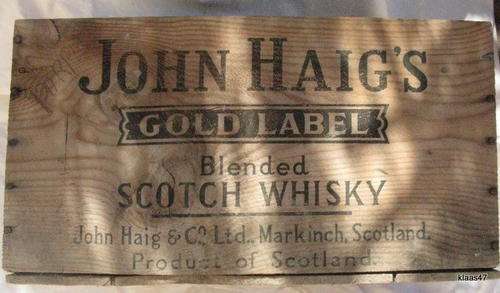 JOHN HAIG'S
GOLD LABEL
Blended
SCOTCH WHISKY
John Haig & Co. Ltd., Markinch, Scotland.
Product of Scotland.
klaas47